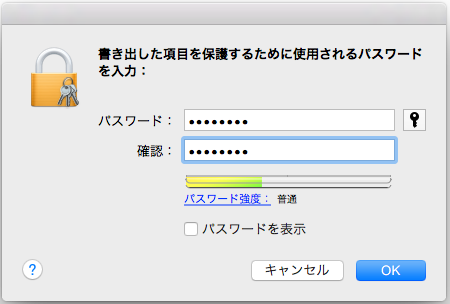 書き出した項目を保護するために使用されるパスワード
を入力：
パスワード： ●●●●●●●●
確認： ●●●●●●●●
パスワード強度： 普通
パスワードを表示
? キャンセル OK